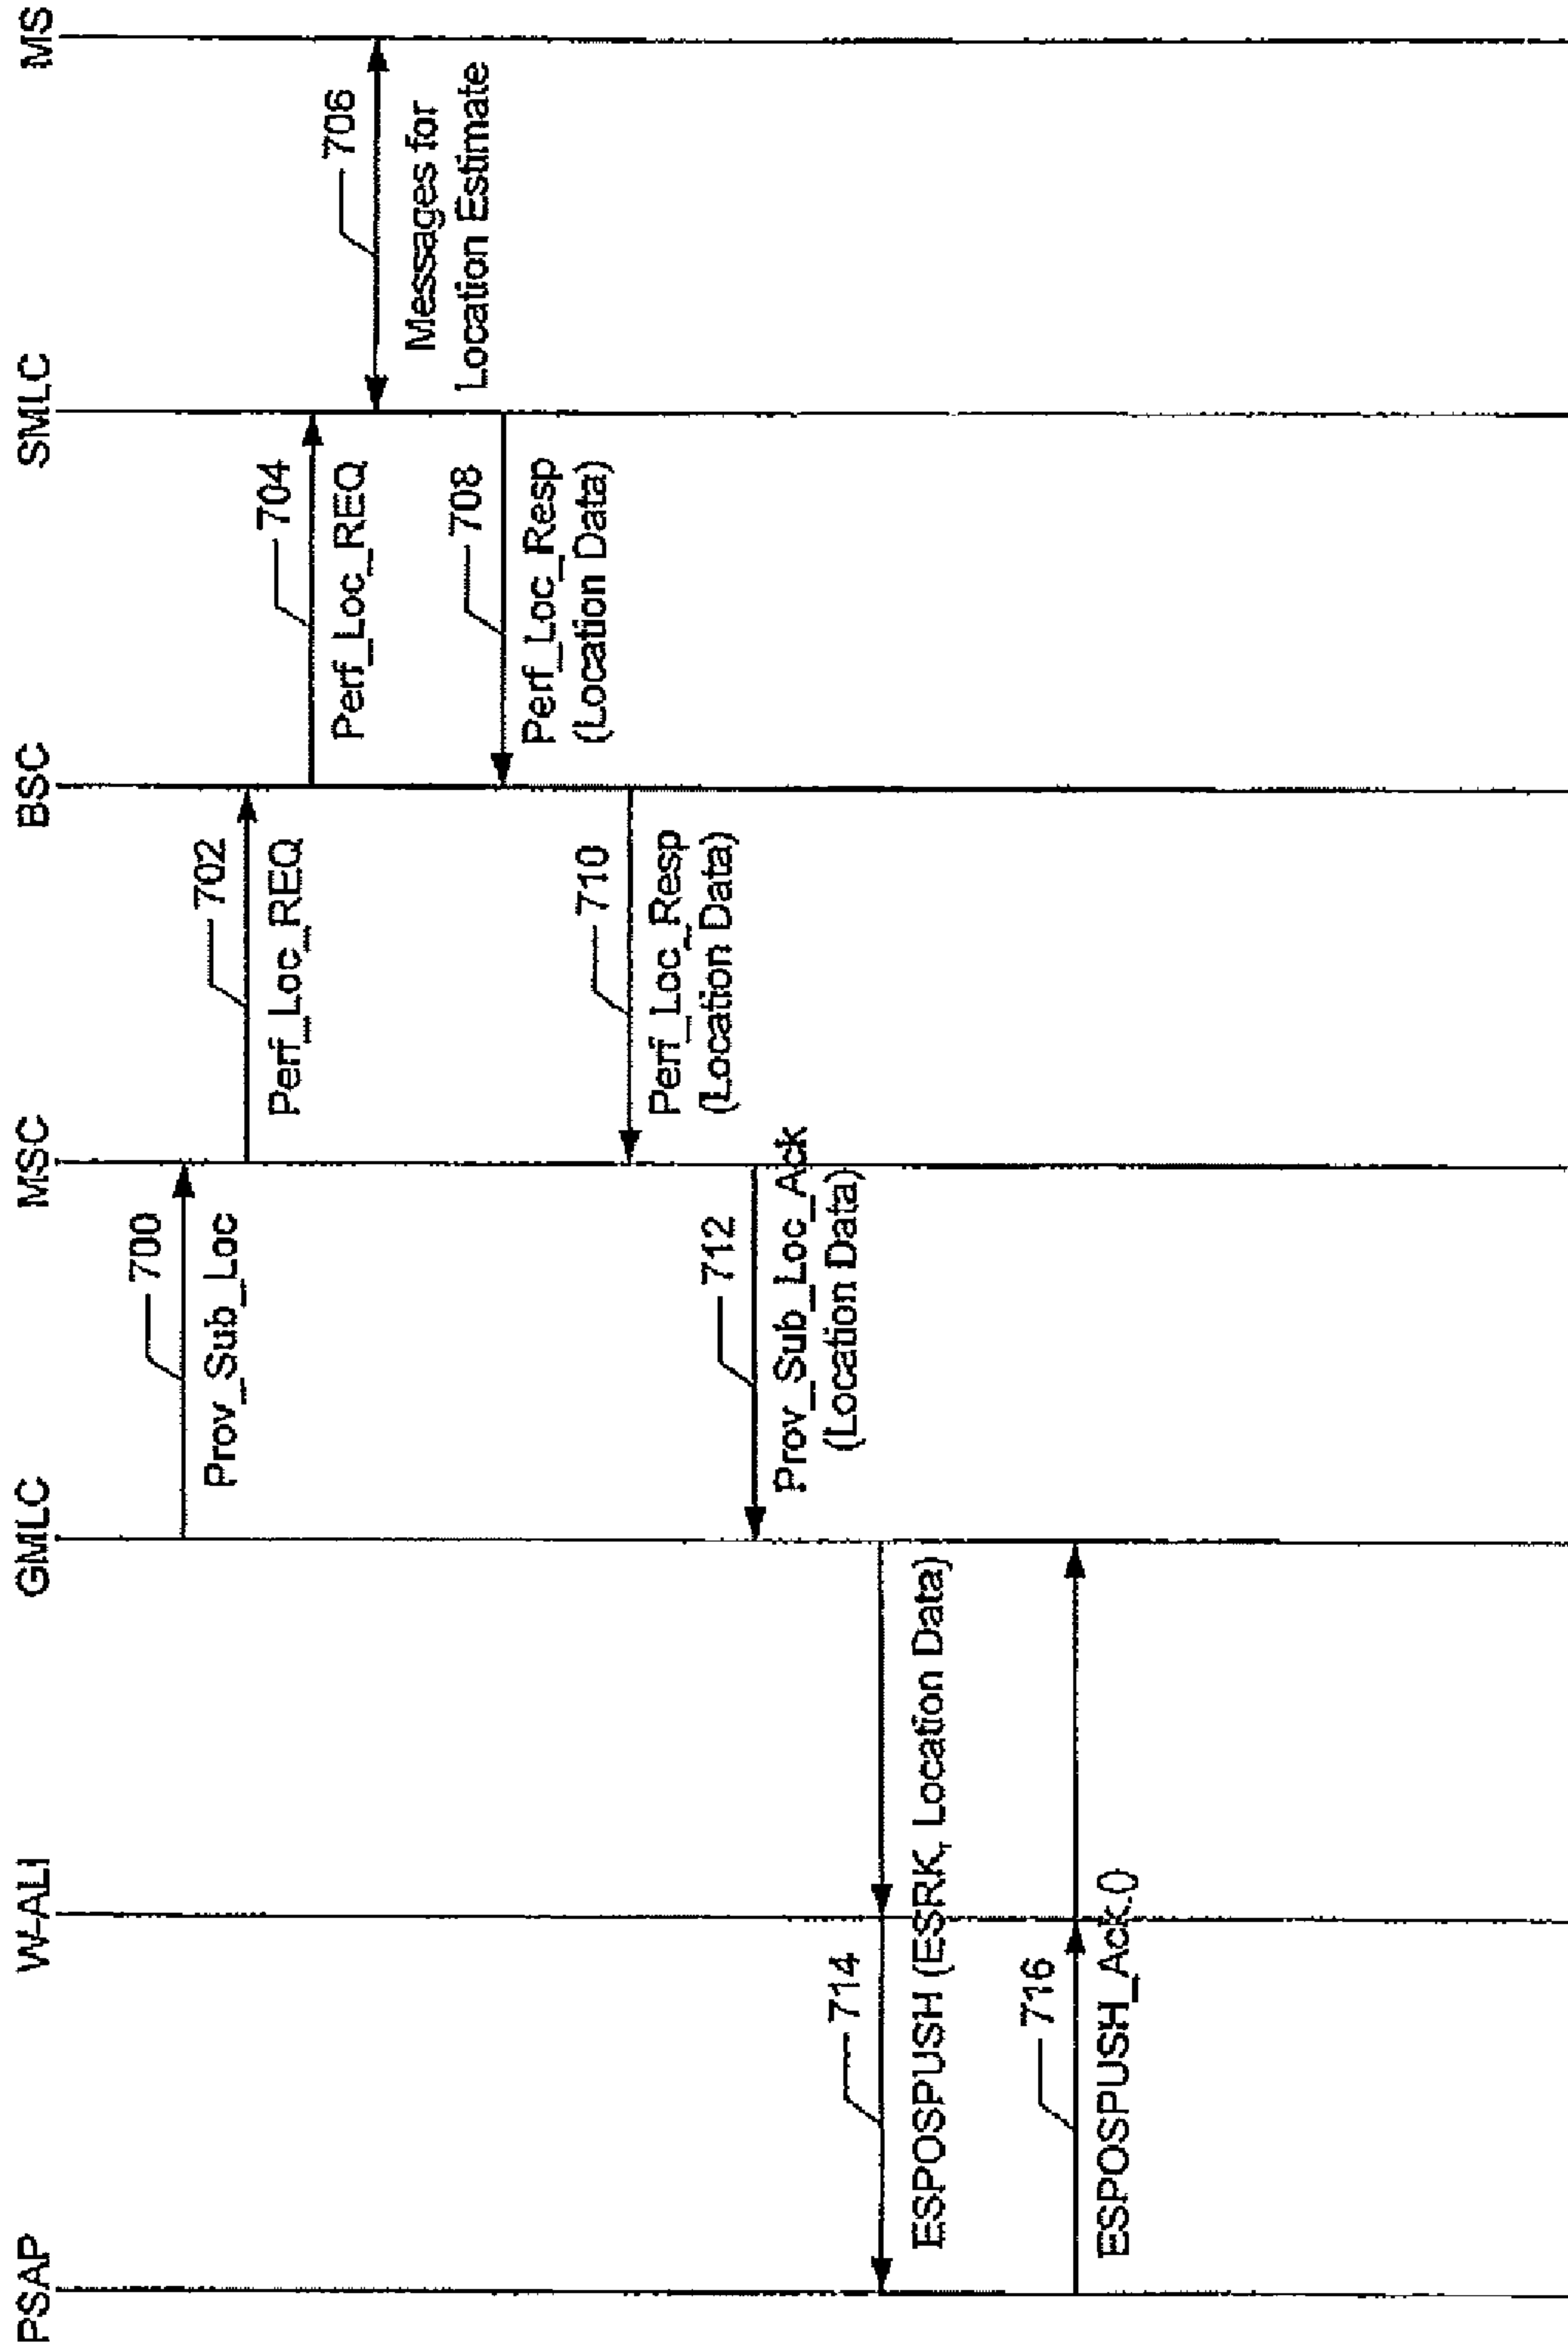 PSAP
W-ALI
GMLC
MSC
BSC
SMLC
MS
700
Prov_Sub_Loc
702
Perf_Loc_REQ
704
Perf_Loc_REQ
706
Messages for
Location Estimate
708
Perf_Loc_Resp
(Location Data)
710
Perf_Loc_Resp
(Location Data)
712
Prov_Sub_Loc_Ack
(Location Data)
714
ESPOSPUSH (ESRK, Location Data)
716
ESPOSPUSH_Ack.()